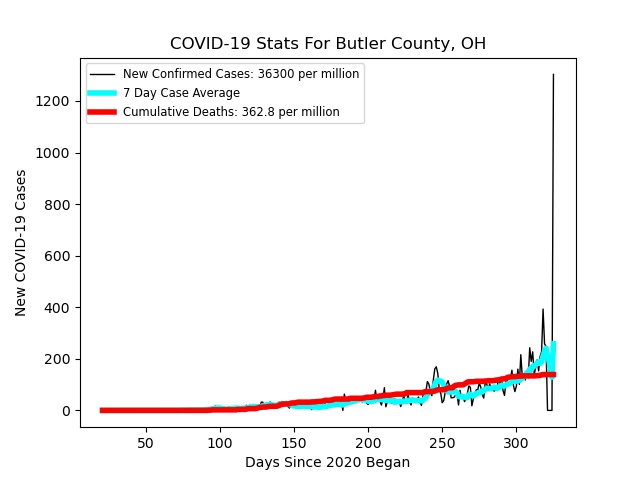 COVID-19 Stats For Butler County, OH
New Confirmed Cases: 36300 per million
7 Day Case Average
Cumulative Deaths: 362.8 per million
New COVID-19 Cases
1200
1000
800
600
400
200
0
50
100
150
200
250
300
Days Since 2020 Began